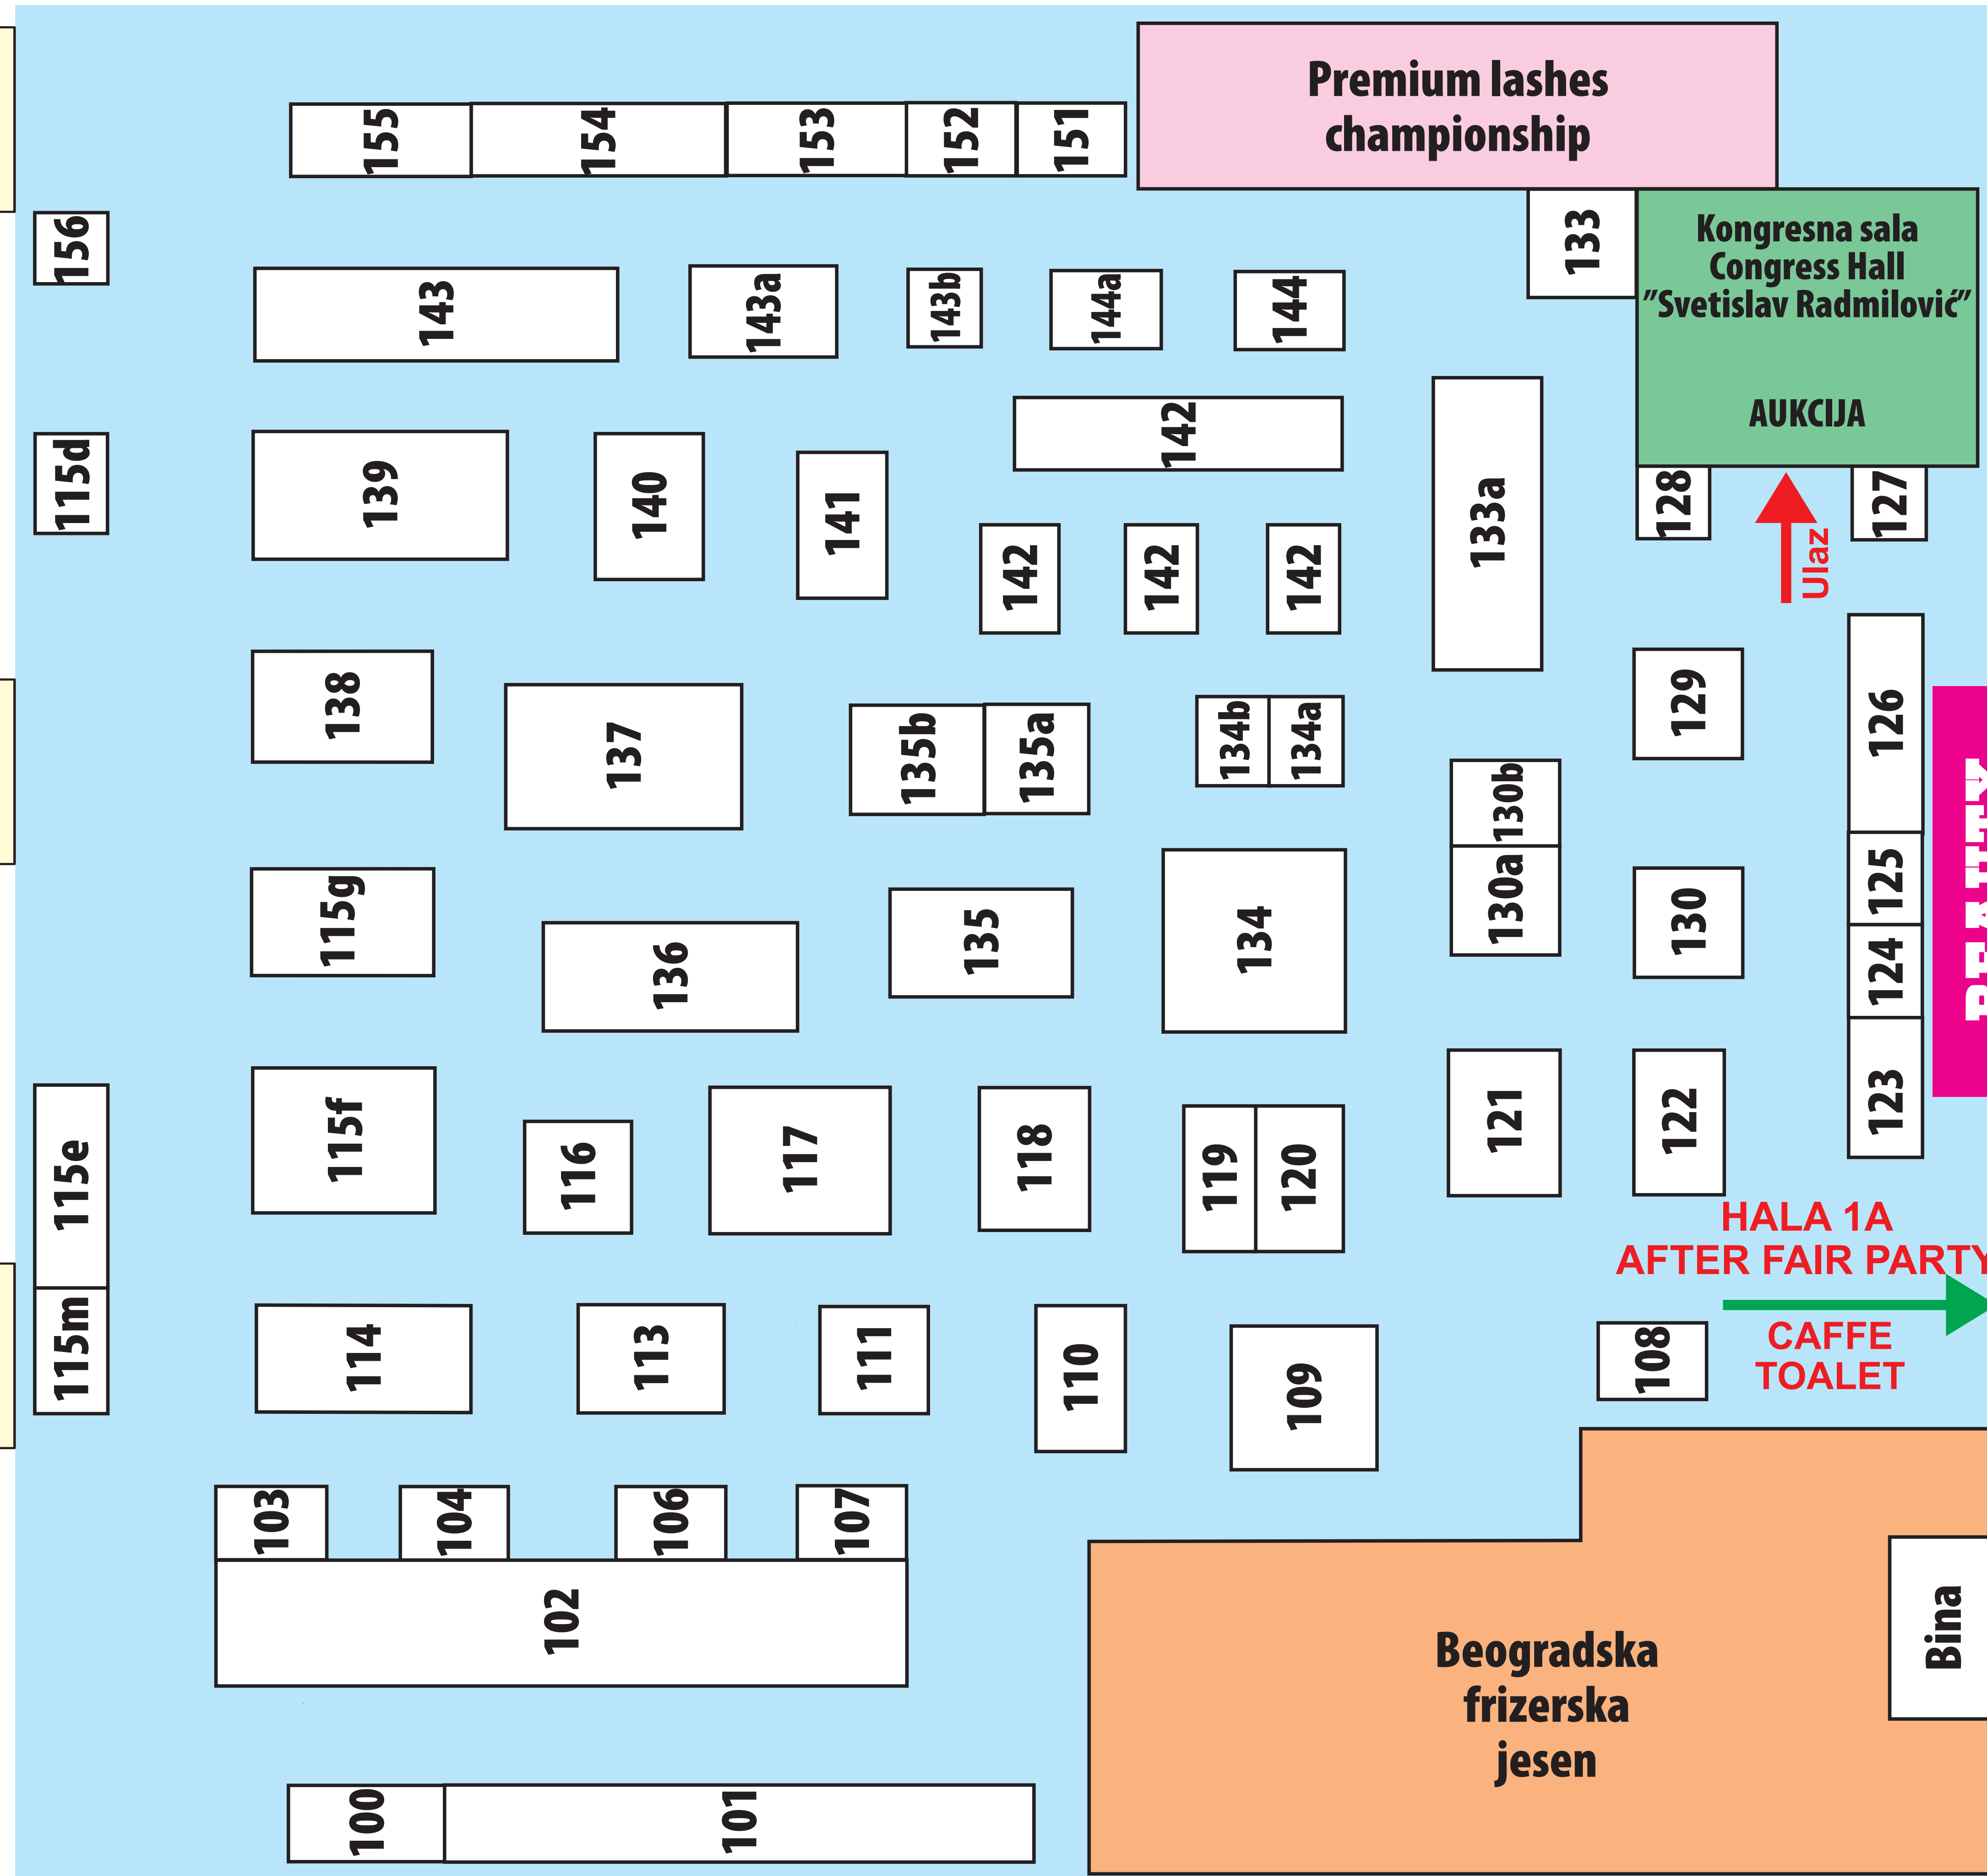 Premium lashes
championship
155
154
153
152
151
133
Kongresna sala
Congress Hall
"Svetislav Radmilović"
AUKCIJA
156
143
143a
143b
144a
144
142
133a
115d
139
140
141
128
127
Ulaz
142
142
142
138
137
135b
135a
134b
134a
129
126
130b
130a
130
125
124
123
BEAUTY
115g
136
135
134
115e
115f
116
117
118
119
120
121
122
HALA 1A
AFTER FAIR PARTY
CAFFE
TOALET
115m
114
113
111
110
109
108
103
104
106
107
102
Beogradska
frizerska
jesen
Bina
100
101